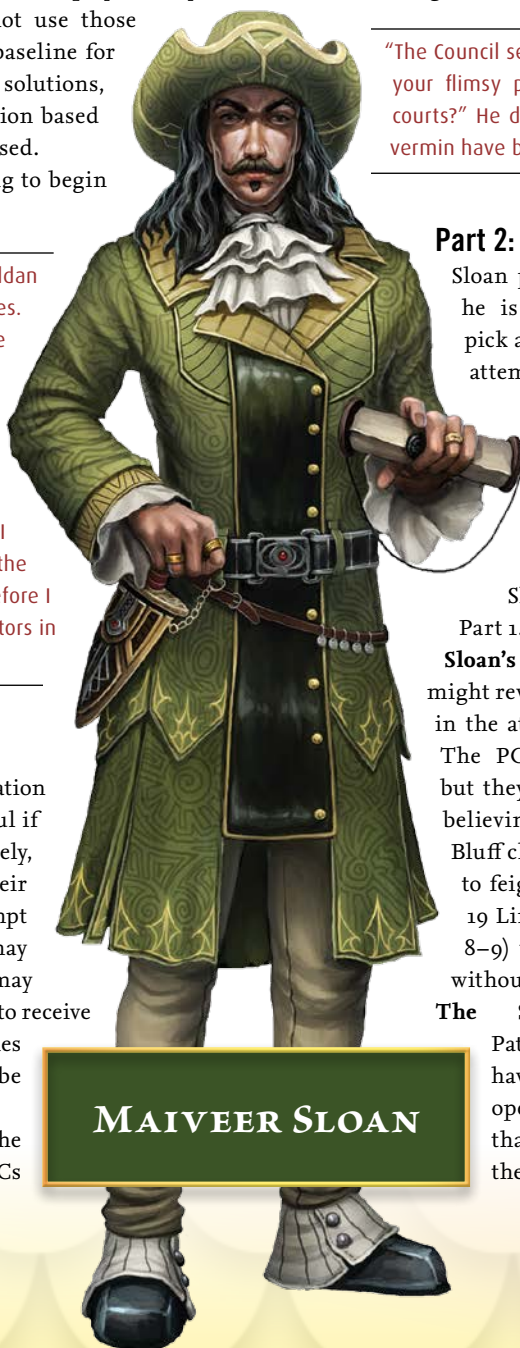 not use those
baseline for
solutions,
ion based
sed.
g to begin
ldan
es.
e
I
the
efore I
tors in
ation
ul if
ely,
eir
mpt
may
may
to receive
es
be
he
Cs
“The Council se
your flimsy p
courts?” He d
vermin have b
Part 2:
Sloan p
he is
pick a
attem
S
Part 1.
Sloan’s
might rev
in the at
The PC
but they
believin
Bluff c
to feig
19 Li
8–9)
withou
The S
Pat
hav
ope
tha
the
Maiveer Sloan